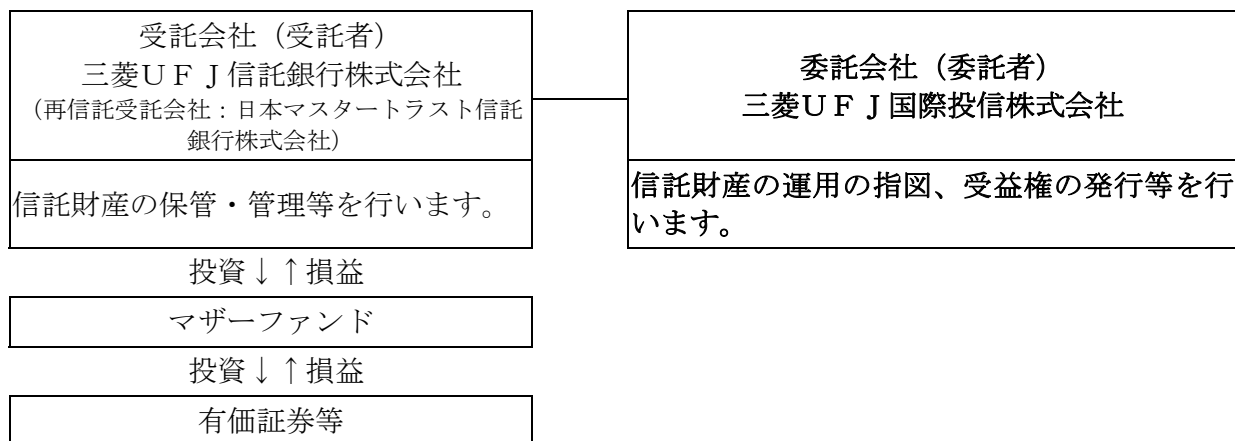 受託会社（受託者）
三菱ＵＦＪ信託銀行株式会社
（再信託受託会社：日本マスタートラスト信託
銀行株式会社）
信託財産の保管・管理等を行います。
委託会社（委託者）
三菱ＵＦＪ国際投信株式会社
信託財産の運用の指図、受益権の発行等を行
います。
投資↓↑損益
マザーファンド
投資↓↑損益
有価証券等